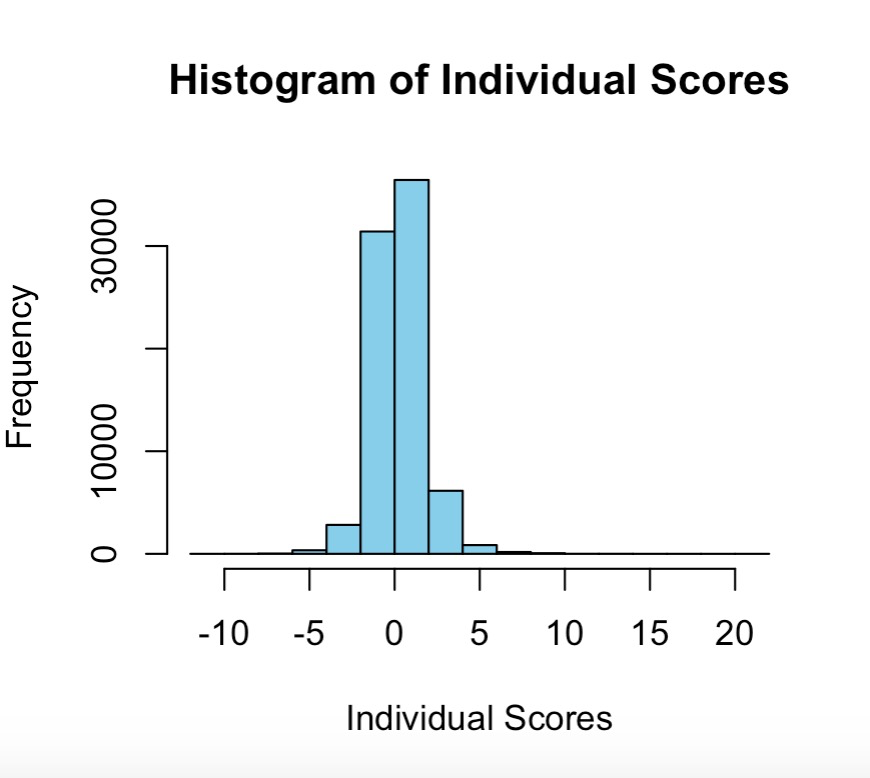 Histogram of Individual Scores
Frequency
30000
10000
0
-10 -5 0 5 10 15 20
Individual Scores